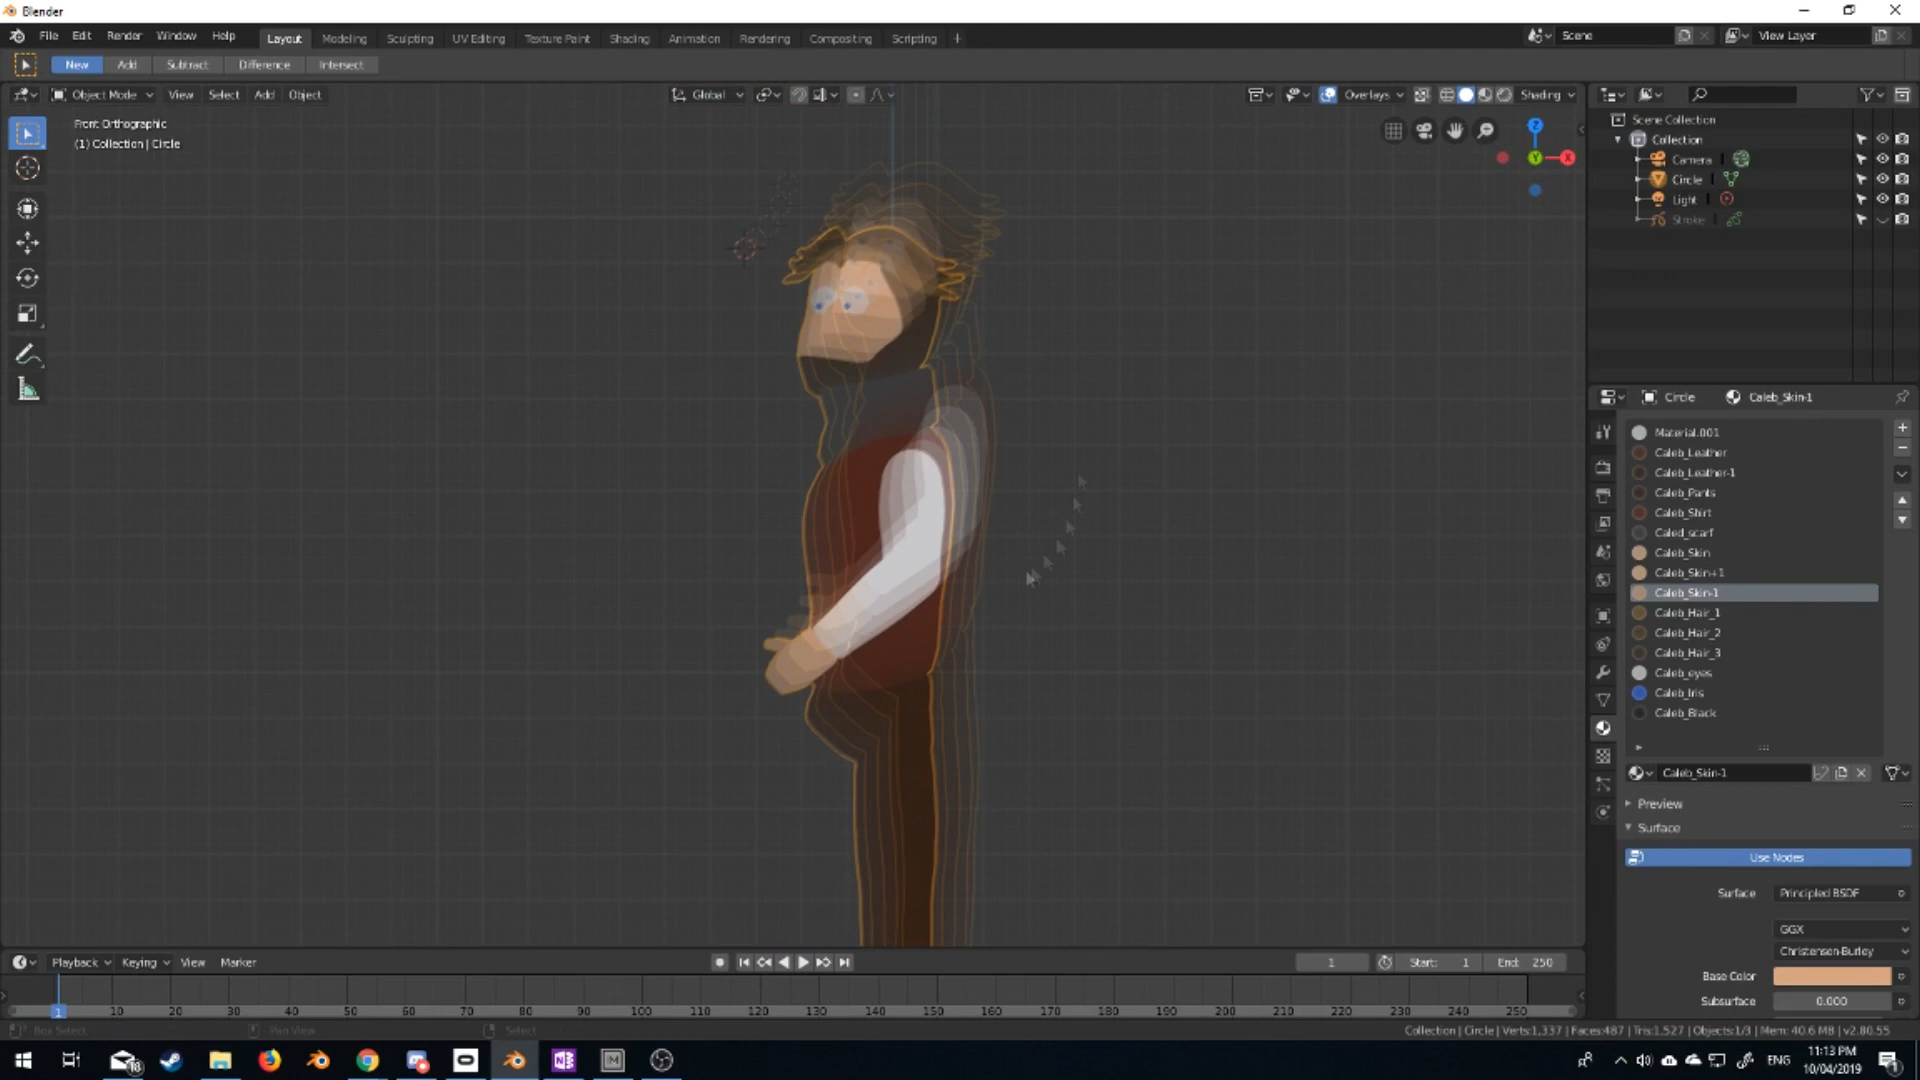 Blender
File Edit Render Window Help Layout Modeling Sculpting UV Editing Texture Paint Shading Animation Rendering Compositing Scripting + Scene View Layer
New Add Subtract Difference Intersect
Object Mode View Select Add Object Global Overlays Shading
Front Orthographic
(1) Collection | Circle
Z
Y
X
Scene Collection
Collection
Camera
Circle
Light
Stroke
Circle Caleb_Skin-1
Material.001
Caleb_Leather
Caleb_Leather-1
Caleb_Pants
Caleb_Shirt
Caled_scarf
Caleb_Skin
Caleb_Skin+1
Caleb_Skin-1
Caleb_Hair_1
Caleb_Hair_2
Caleb_Hair_3
Caleb_eyes
Caleb_Iris
Caleb_Black
Caleb_Skin-1
Preview
Surface
Use Nodes
Surface Principled BSDF
GGX
Christensen-Burley
Base Color
Subsurface 0.000
Playback Keying View Marker 1 Start: 1 End: 250
1 10 20 30 40 50 60 70 80 90 100 110 120 130 140 150 160 170 180 190 200 210 220 230 240 250
Box Select Pan View Select Collection | Circle | Verts:1,337 | Faces:487 | Tris:1,527 | Objects:1/3 | Mem: 40.6 MB | v2.80.55
18 ENG 11:13 PM
10/04/2019